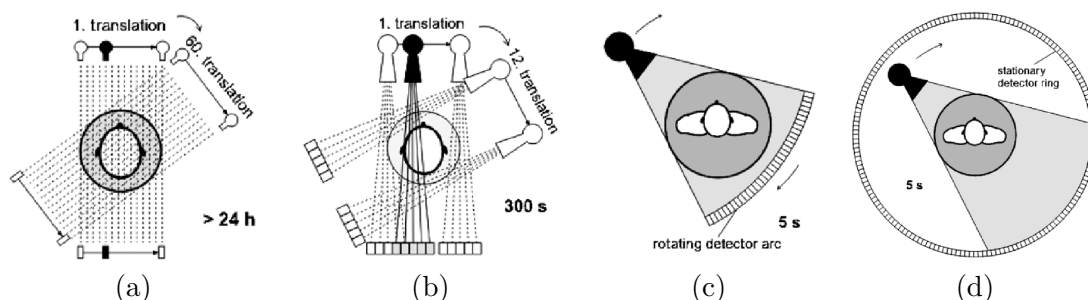 1. translation
60. translation
> 24 h
(a)
1. translation
12. translation
300 s
(b)
5 s
rotating detector arc
(c)
stationary
detector ring
5 s
(d)